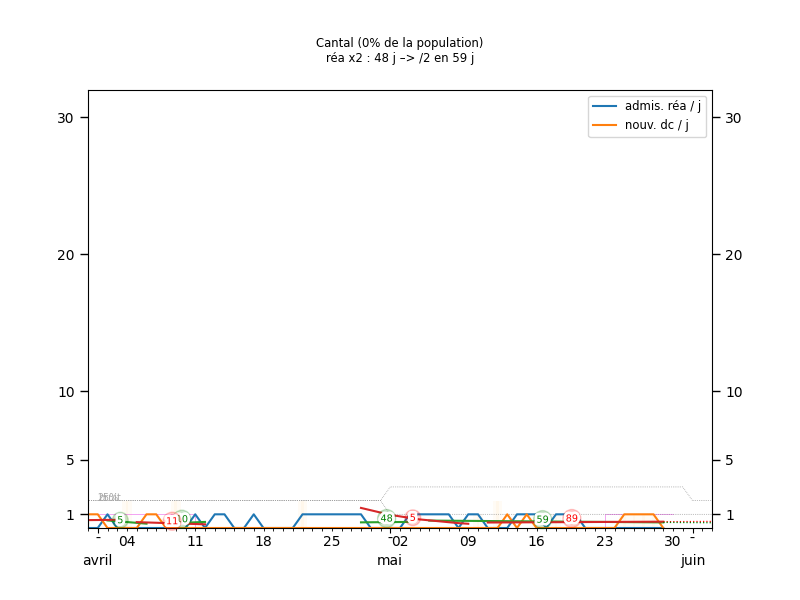 Cantal (0% de la population)
réa x2 : 48 j –> /2 en 59 j
admis. réa / j
nouv. dc / j
30 30
20 20
10 10
5 5
1 1
5 11 48 5 59 89
- 04 11 18 25 -02 09 16 23 30 -
avril mai juin